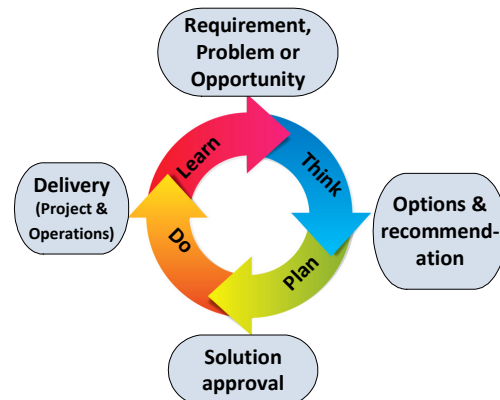 Requirement,
Problem or
Opportunity
Learn
Think
Delivery
(Project &
Operations)
Options &
recommend-
ation
Do
Plan
Solution
approval